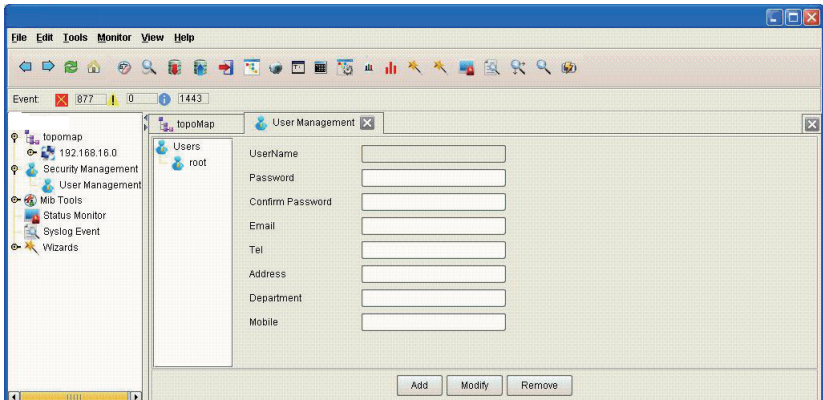 File Edit Tools Monitor View Help
Event: 877 0 1443
topoMap User Management
topomap
192.168.16.0
Security Management
User Management
Mib Tools
Status Monitor
Syslog Event
Wizards
Users
root
UserName
Password
Confirm Password
Email
Tel
Address
Department
Mobile
Add Modify Remove